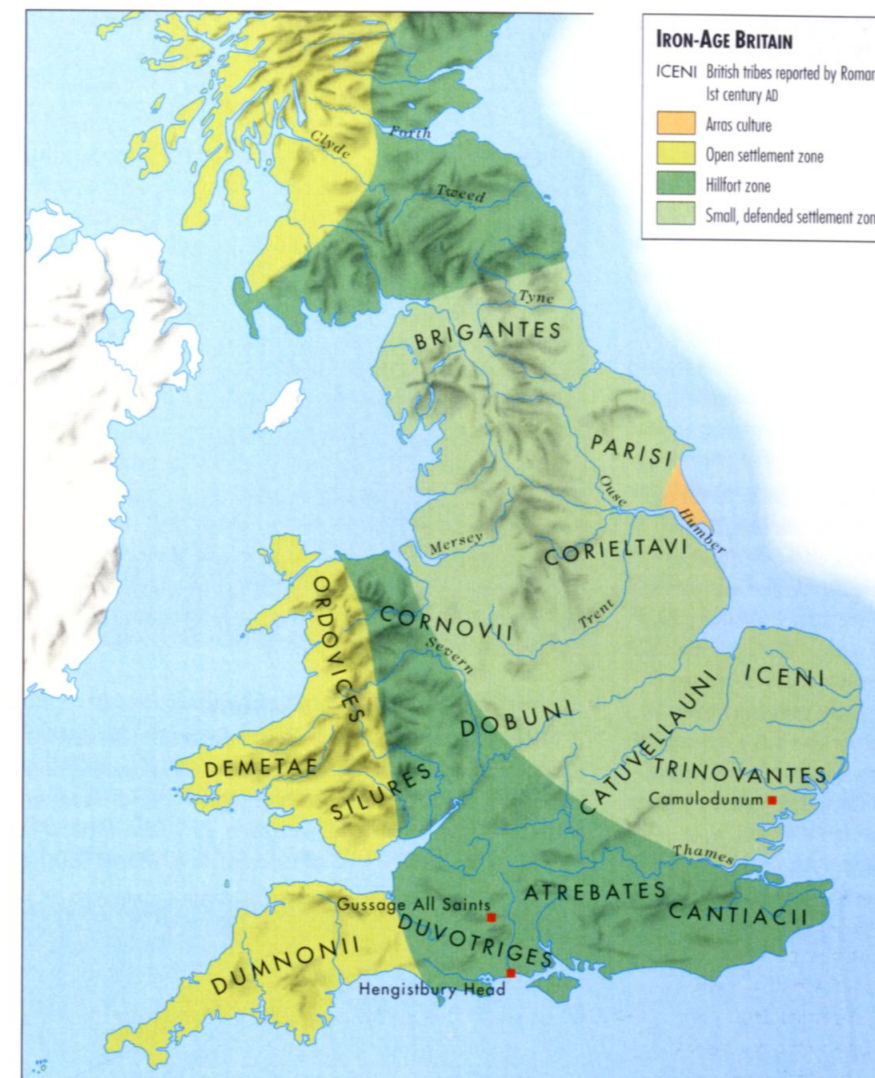 IRON-AGE BRITAIN
ICENI British tribes reported by Roman
Ist century AD
Arras culture
Open settlement zone
Hillfort zone
Small, defended settlement zon
Clyde
Forth
Tweed
Tyne
BRIGANTES
PARISI
Ouse
Humber
Mersey
CORIELTAVI
ORDOVICES
CORNOVII
Trent
Severn
ICENI
DOBUNI
CATUVELLAUNI
DEMETAE
SILURES
TRINOVANTES
Camulodunum
Thames
ATREBATES
CANTIACII
Gussage All Saints
DUVOTRIGES
DUMNONII
Hengistbury Head